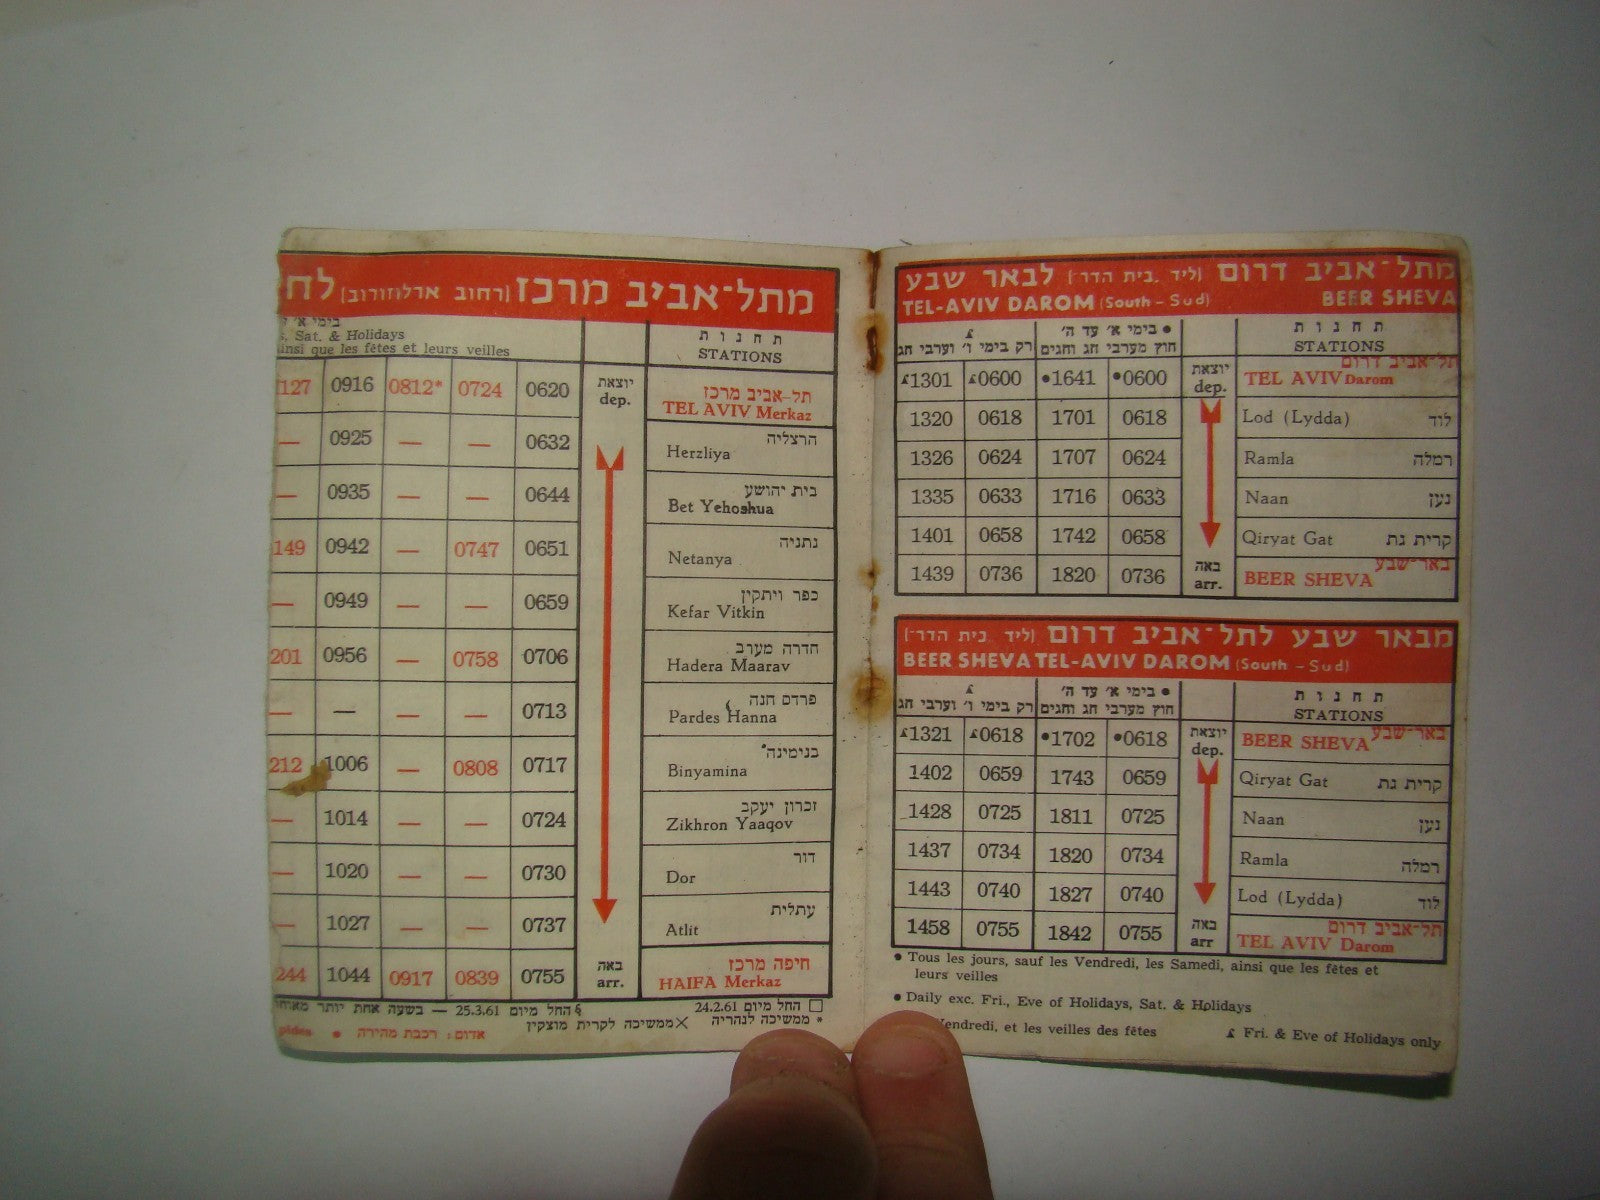 מתל־אביב מרכז (רחוב ארלוזורוב) לח
בימי א׳
Sat. & Holidays
ainsi que les fêtes et leurs veilles
תחנות
STATIONS
127 0916 0812* 0724 0620 יוצאת dep. תל-אביב מרכז TEL AVIV Merkaz
— 0925 — — 0632 Herzliya הרצליה
— 0935 — — 0644 Bet Yehoshua בית יהושע
149 0942 — 0747 0651 Netanya נתניה
— 0949 — — 0659 Kefar Vitkin כפר ויתקין
201 0956 — 0758 0706 Hadera Maarav חדרה מערב
— — — — 0713 Pardes Hanna פרדס חנה
212 1006 — 0808 0717 Binyamina בנימינה
— 1014 — — 0724 Zikhron Yaaqov זכרון יעקב
— 1020 — — 0730 Dor דור
— 1027 — — 0737 Atlit עתלית
244 1044 0917 0839 0755 באה arr. חיפה מרכז HAIFA Merkaz
□ החל מיום 24.2.61 § החל מיום 25.3.61 — בשעה אחת יותר
* ממשיכה לנהריה ×ממשיכה לקרית מוצקין אדום: רכבת מהירה •
מתל־אביב דרום (ליד בית הדר) לבאר שבע
TEL-AVIV DAROM (South - Sud) BEER SHEVA
• בימי א׳ עד ה׳
חוץ מערבי חג וחגים
£
רק בימי ו׳ וערבי חג
תחנות
STATIONS
£1301 £0600 •1641 •0600 יוצאת dep. TEL AVIV Darom תל-אביב דרום
1320 0618 1701 0618 Lod (Lydda) לוד
1326 0624 1707 0624 Ramla רמלה
1335 0633 1716 0633 Naan נען
1401 0658 1742 0658 Qiryat Gat קרית גת
1439 0736 1820 0736 באה arr. BEER SHEVA באר-שבע
מבאר שבע לתל־אביב דרום (ליד בית הדר)
BEER SHEVA TEL-AVIV DAROM (South - Sud)
• בימי א׳ עד ה׳
חוץ מערבי חג וחגים
£
רק בימי ו׳ וערבי חג
תחנות
STATIONS
£1321 £0618 •1702 •0618 יוצאת dep. BEER SHEVA באר-שבע
1402 0659 1743 0659 Qiryat Gat קרית גת
1428 0725 1811 0725 Naan נען
1437 0734 1820 0734 Ramla רמלה
1443 0740 1827 0740 Lod (Lydda) לוד
1458 0755 1842 0755 באה arr TEL AVIV Darom תל-אביב דרום
• Tous les jours, sauf les Vendredi, les Samedi, ainsi que les fêtes et
leurs veilles
• Daily exc. Fri., Eve of Holidays, Sat. & Holidays
Vendredi, et les veilles des fêtes £ Fri. & Eve of Holidays only